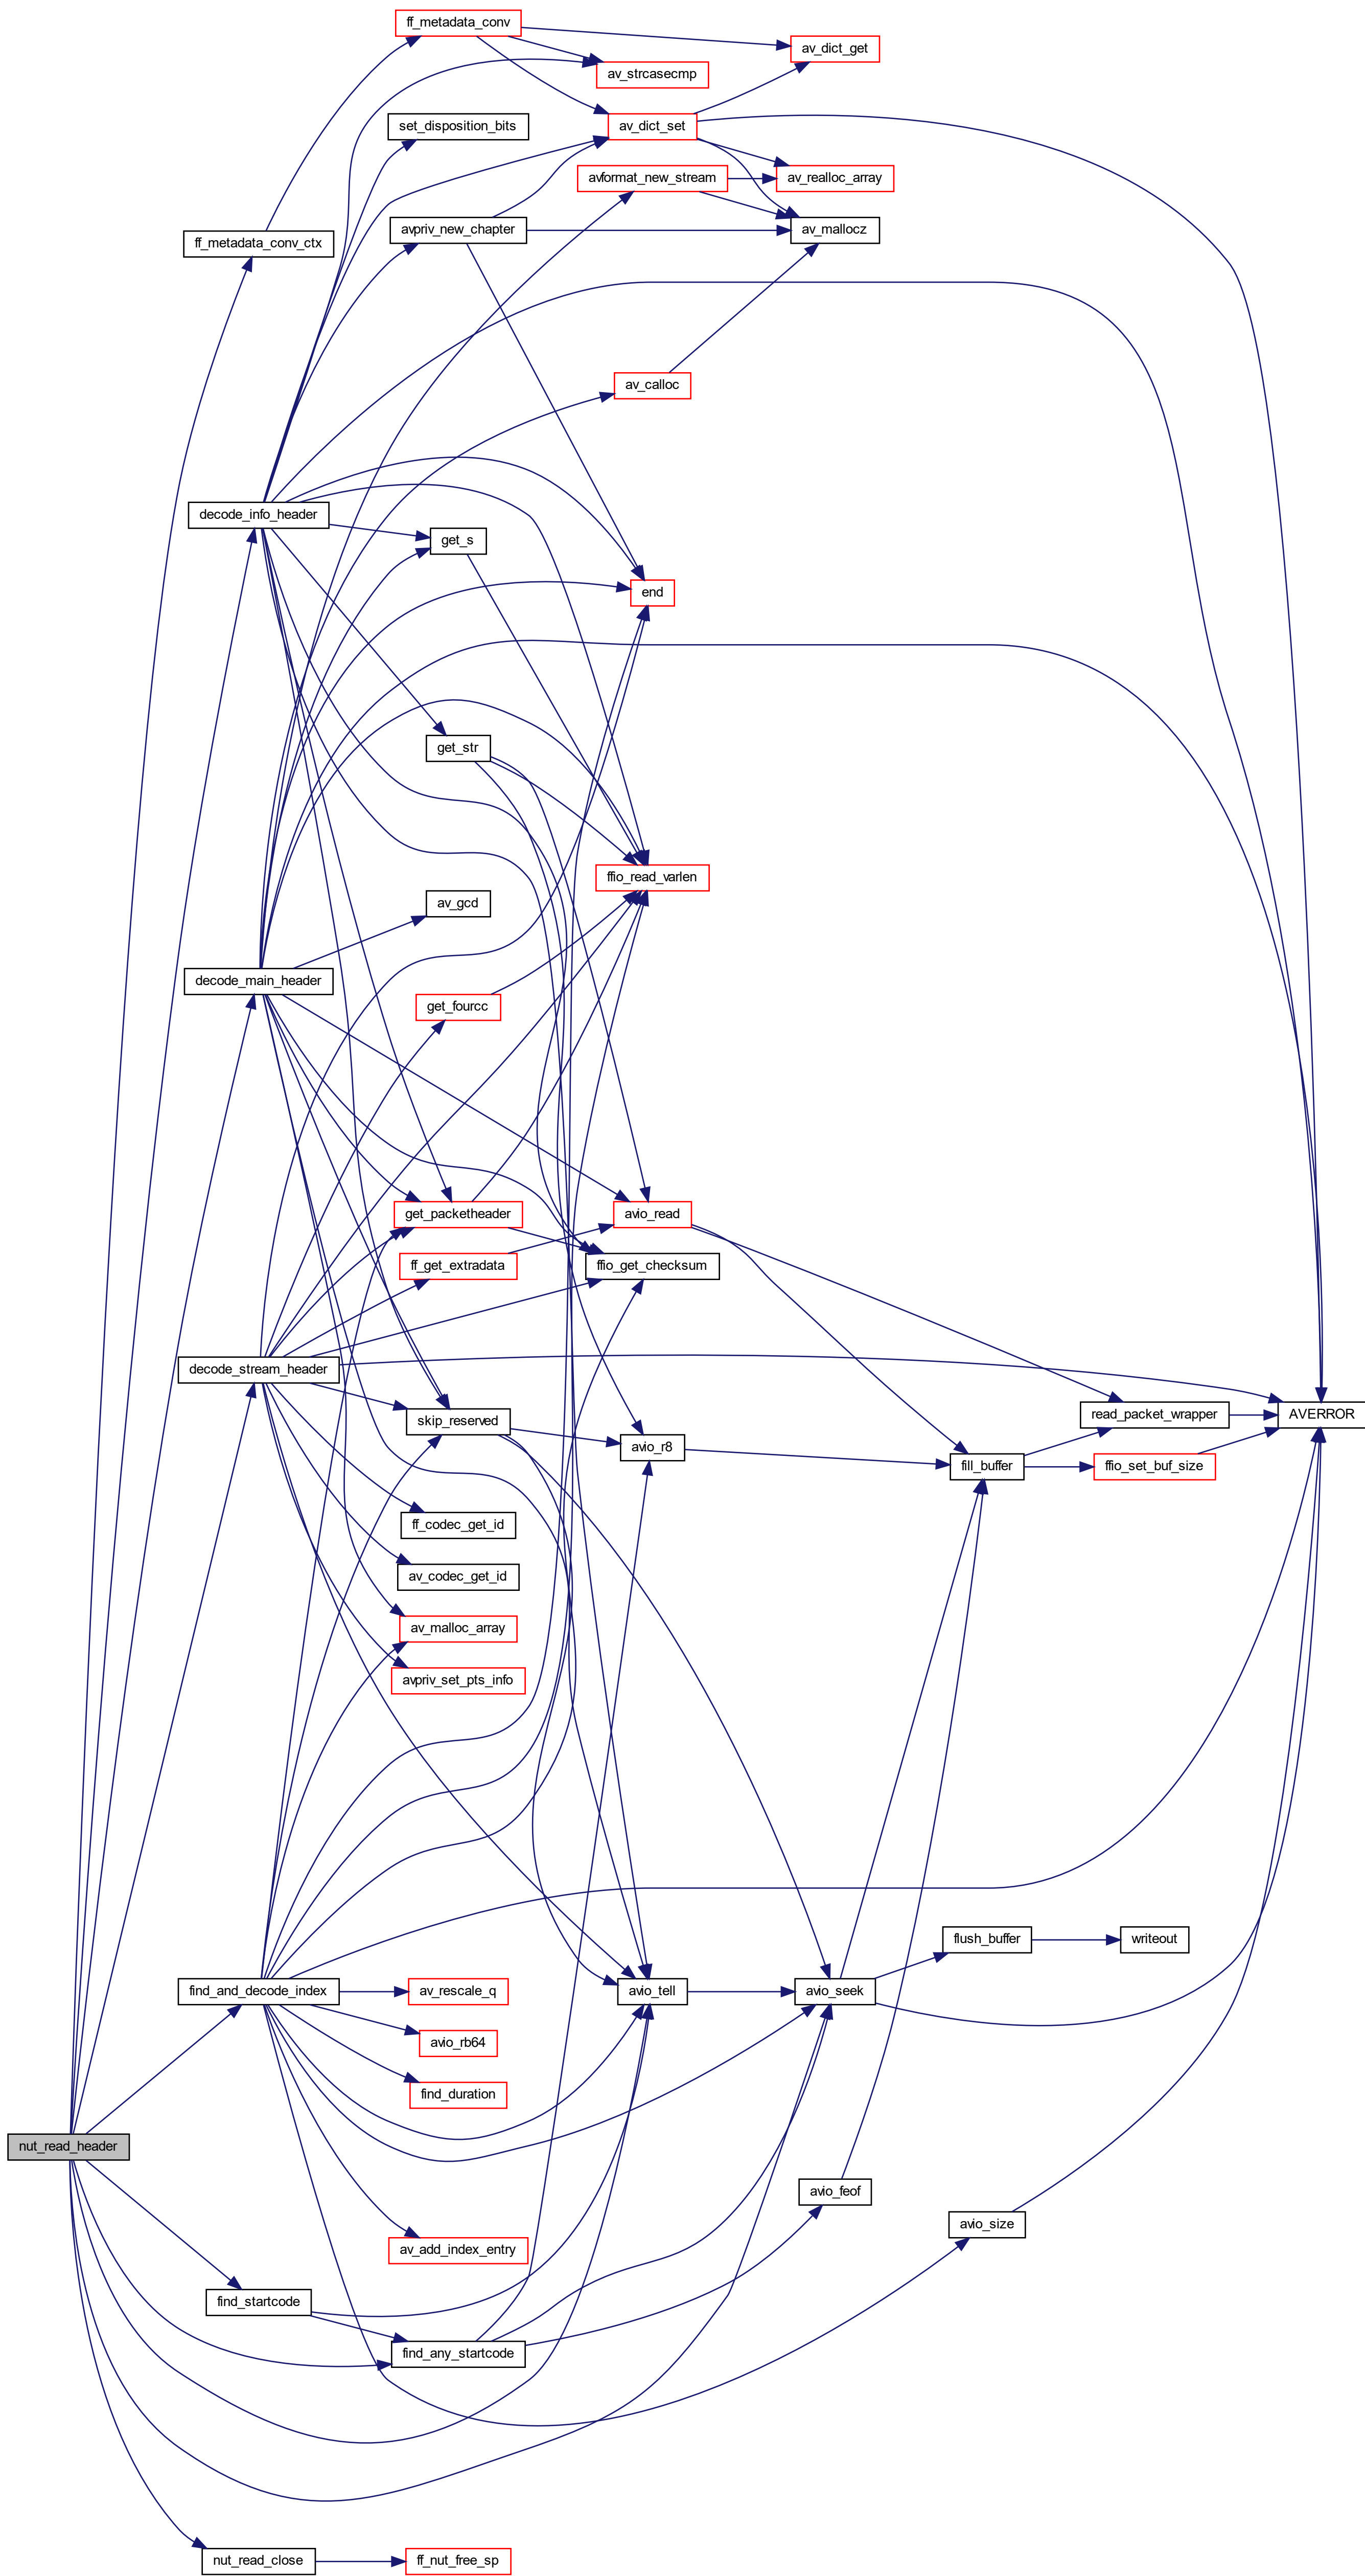 ff_metadata_conv
av_dict_get
av_strcasecmp
set_disposition_bits
av_dict_set
avformat_new_stream
av_realloc_array
ff_metadata_conv_ctx
avpriv_new_chapter
av_mallocz
av_calloc
decode_info_header
get_s
end
get_str
ffio_read_varlen
av_gcd
decode_main_header
get_fourcc
get_packetheader
avio_read
ff_get_extradata
ffio_get_checksum
decode_stream_header
skip_reserved
read_packet_wrapper
AVERROR
avio_r8
fill_buffer
ffio_set_buf_size
ff_codec_get_id
av_codec_get_id
av_malloc_array
avpriv_set_pts_info
flush_buffer
writeout
find_and_decode_index
av_rescale_q
avio_tell
avio_seek
avio_rb64
find_duration
nut_read_header
avio_feof
avio_size
av_add_index_entry
find_startcode
find_any_startcode
nut_read_close
ff_nut_free_sp